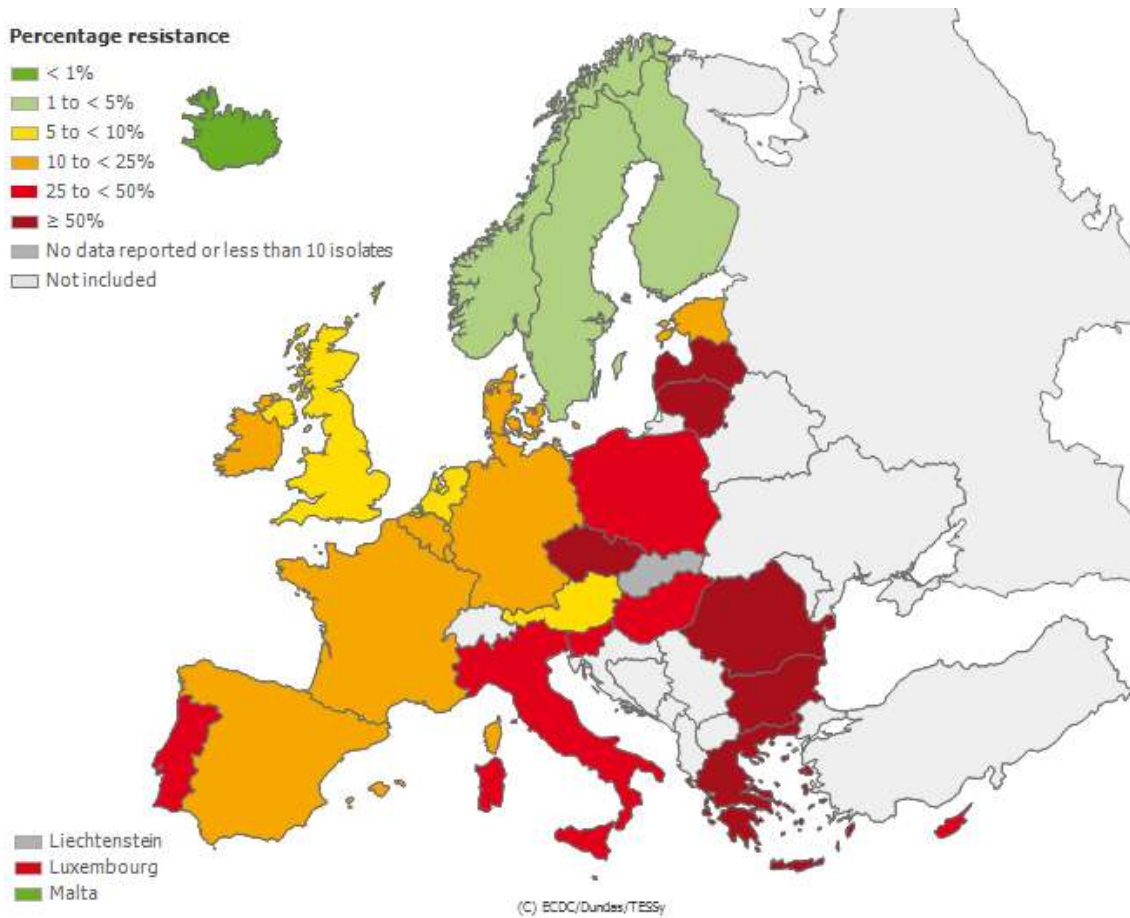 Percentage resistance
< 1%
1 to < 5%
5 to < 10%
10 to < 25%
25 to < 50%
≥ 50%
No data reported or less than 10 isolates
Not included
Liechtenstein
Luxembourg
Malta
(C) ECDC/Dundas/TESSy